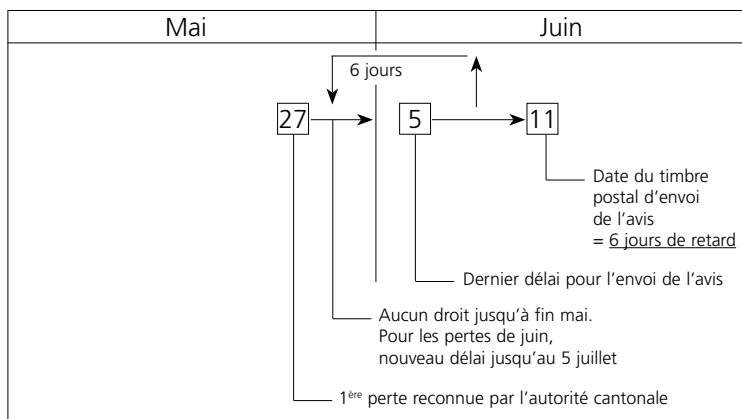 Mai
Juin
6 jours
27
5
11
Date du timbre
postal d'envoi
de l'avis
= 6 jours de retard
Dernier délai pour l'envoi de l'avis
Aucun droit jusqu'à fin mai.
Pour les pertes de juin,
nouveau délai jusqu'au 5 juillet
1ère perte reconnue par l'autorité cantonale